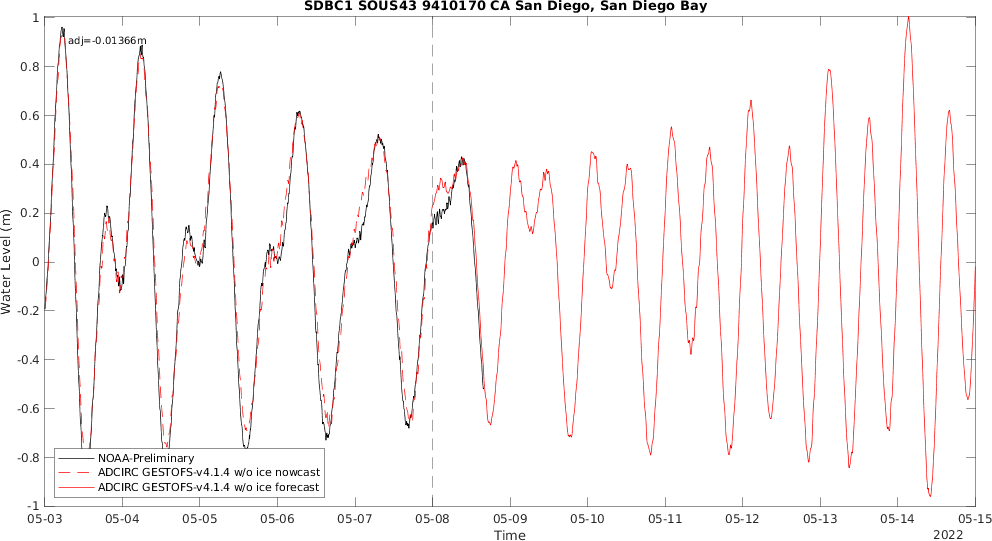 SDBC1 SOUS43 9410170 CA San Diego, San Diego Bay
adj=-0.01366m
1
0.8
0.6
0.4
0.2
0
-0.2
-0.4
-0.6
-0.8
-1
Water Level (m)
NOAA-Preliminary
ADCIRC GESTOFS-v4.1.4 w/o ice nowcast
ADCIRC GESTOFS-v4.1.4 w/o ice forecast
05-03 05-04 05-05 05-06 05-07 05-08 05-09 05-10 05-11 05-12 05-13 05-14 05-15
Time
2022